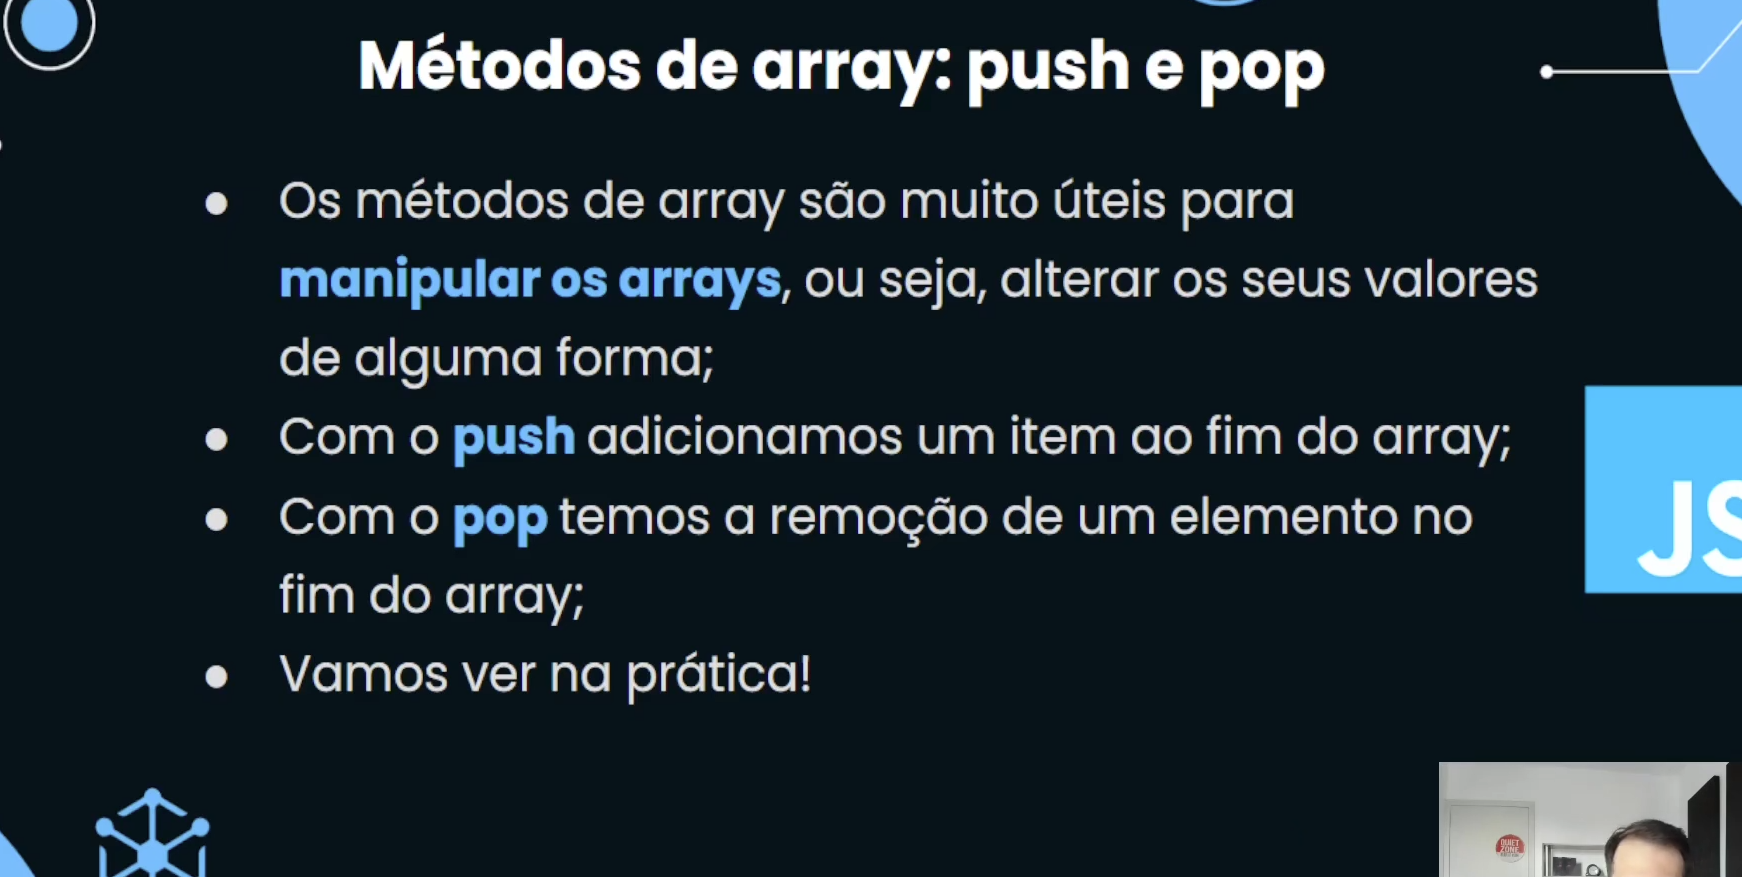 Métodos de array: push e pop
● Os métodos de array são muito úteis para
manipular os arrays, ou seja, alterar os seus valores
de alguma forma;
● Com o push adicionamos um item ao fim do array;
● Com o pop temos a remoção de um elemento no
fim do array;
● Vamos ver na prática!
JS
QUIET
ZONE